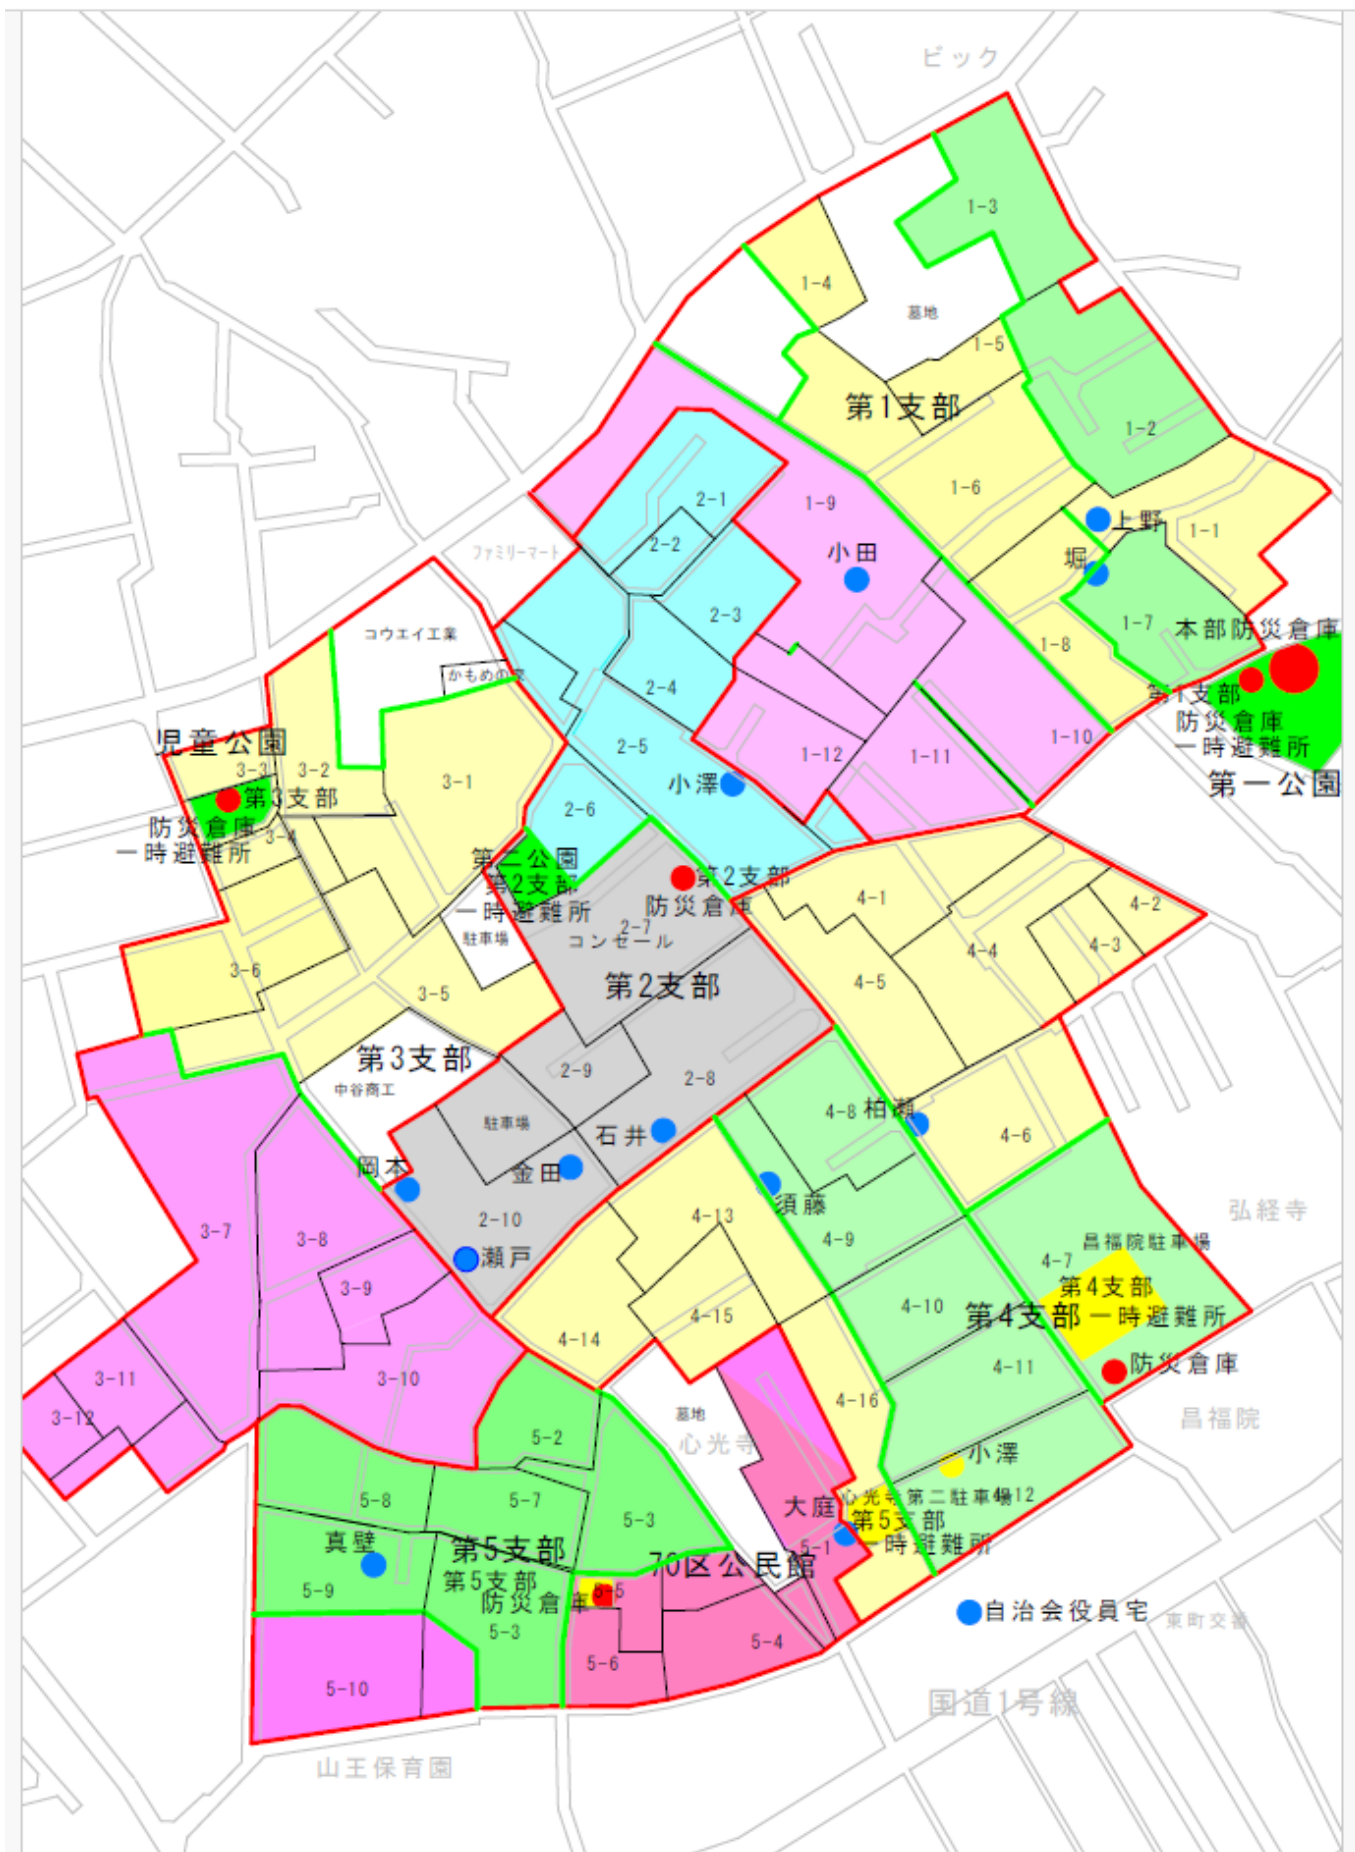 ビック
1-3
1-4
墓地
1-5
第1支部
1-2
1-6
1-9
2-1
上野
1-1
2-2
ファミリーマート
小田
堀
2-3
1-7
本部防災倉庫
コウエイ工業
1-8
かもめの家
2-4
第1支部
防災倉庫
一時避難所
第一公園
児童公園
3-3
3-2
3-1
2-5
1-12
1-11
1-10
小澤
第3支部
防災倉庫
一時避難所
3-4
2-6
第二公園
第2支部
一時避難所
第2支部
防災倉庫
4-1
4-2
2-7
コンセール
駐車場
4-4
4-3
3-6
3-5
第2支部
4-5
第3支部
中谷商工
2-9
2-8
駐車場
石井
4-8
柏瀬
4-6
岡本
金田
須藤
弘経寺
3-7
3-8
2-10
4-13
4-9
昌福院駐車場
瀬戸
4-7
3-9
第4支部
一時避難所
4-15
4-10
第4支部
4-14
3-11
3-10
4-11
防災倉庫
3-12
墓地
4-16
昌福院
心光寺
5-2
小澤
5-8
5-7
大庭
心光寺第二駐車場
4-12
5-3
第5支部
一時避難所
真壁
第5支部
5-1
70区公民館
第5支部
防災倉庫
5-5
5-9
自治会役員宅
東町交番
5-3
5-4
5-6
5-10
国道1号線
山王保育園